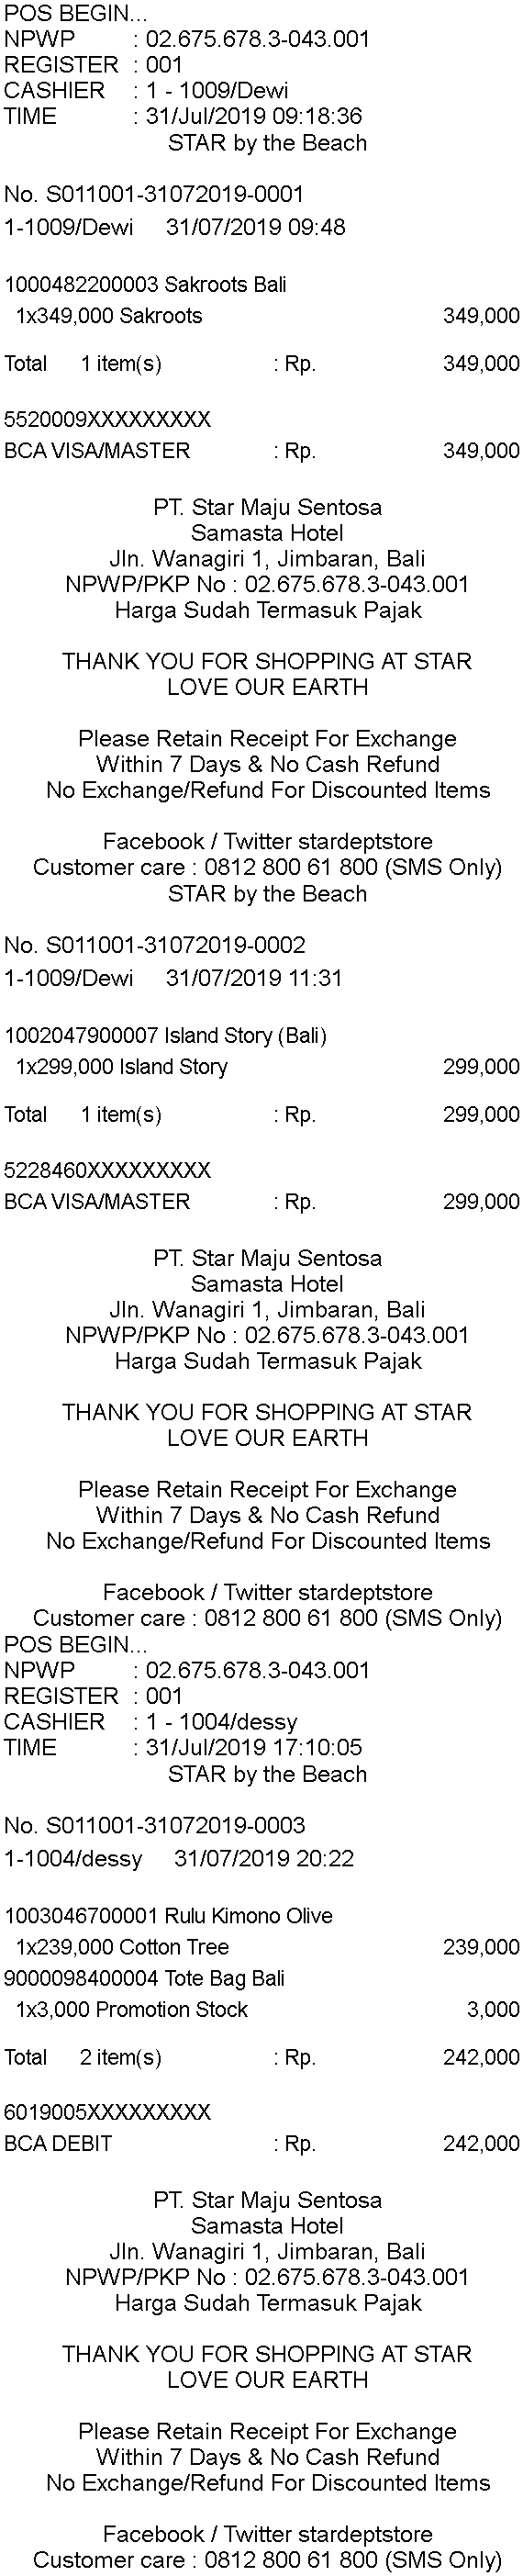 POS BEGIN...
NPWP : 02.675.678.3-043.001
REGISTER : 001
CASHIER : 1 - 1009/Dewi
TIME : 31/Jul/2019 09:18:36
STAR by the Beach
No. S011001-31072019-0001
1-1009/Dewi 31/07/2019 09:48
1000482200003 Sakroots Bali
1x349,000 Sakroots 349,000
Total 1 item(s) : Rp. 349,000
5520009XXXXXXXXX
BCA VISA/MASTER : Rp. 349,000
PT. Star Maju Sentosa
Samasta Hotel
Jln. Wanagiri 1, Jimbaran, Bali
NPWP/PKP No : 02.675.678.3-043.001
Harga Sudah Termasuk Pajak
THANK YOU FOR SHOPPING AT STAR
LOVE OUR EARTH
Please Retain Receipt For Exchange
Within 7 Days & No Cash Refund
No Exchange/Refund For Discounted Items
Facebook / Twitter stardeptstore
Customer care : 0812 800 61 800 (SMS Only)
STAR by the Beach
No. S011001-31072019-0002
1-1009/Dewi 31/07/2019 11:31
1002047900007 Island Story (Bali)
1x299,000 Island Story 299,000
Total 1 item(s) : Rp. 299,000
5228460XXXXXXXXX
BCA VISA/MASTER : Rp. 299,000
PT. Star Maju Sentosa
Samasta Hotel
Jln. Wanagiri 1, Jimbaran, Bali
NPWP/PKP No : 02.675.678.3-043.001
Harga Sudah Termasuk Pajak
THANK YOU FOR SHOPPING AT STAR
LOVE OUR EARTH
Please Retain Receipt For Exchange
Within 7 Days & No Cash Refund
No Exchange/Refund For Discounted Items
Facebook / Twitter stardeptstore
Customer care : 0812 800 61 800 (SMS Only)
POS BEGIN...
NPWP : 02.675.678.3-043.001
REGISTER : 001
CASHIER : 1 - 1004/dessy
TIME : 31/Jul/2019 17:10:05
STAR by the Beach
No. S011001-31072019-0003
1-1004/dessy 31/07/2019 20:22
1003046700001 Rulu Kimono Olive
1x239,000 Cotton Tree 239,000
9000098400004 Tote Bag Bali
1x3,000 Promotion Stock 3,000
Total 2 item(s) : Rp. 242,000
6019005XXXXXXXXX
BCA DEBIT : Rp. 242,000
PT. Star Maju Sentosa
Samasta Hotel
Jln. Wanagiri 1, Jimbaran, Bali
NPWP/PKP No : 02.675.678.3-043.001
Harga Sudah Termasuk Pajak
THANK YOU FOR SHOPPING AT STAR
LOVE OUR EARTH
Please Retain Receipt For Exchange
Within 7 Days & No Cash Refund
No Exchange/Refund For Discounted Items
Facebook / Twitter stardeptstore
Customer care : 0812 800 61 800 (SMS Only)